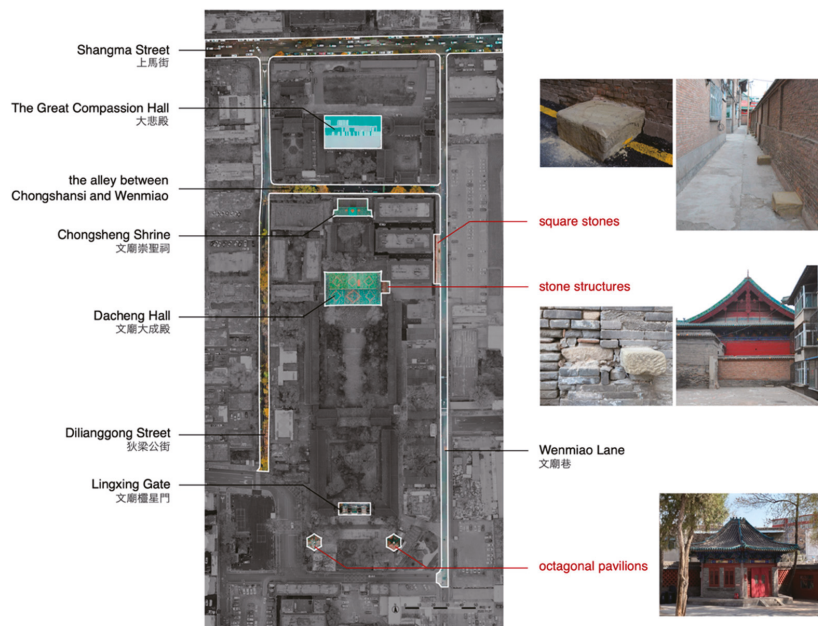 Shangma Street
上馬街
The Great Compassion Hall
大悲殿
the alley between
Chongshansi and Wenmiao
Chongsheng Shrine
文廟崇聖祠
Dacheng Hall
文廟大成殿
Dilianggong Street
狄梁公街
Lingxing Gate
文廟櫺星門
square stones
stone structures
Wenmiao Lane
文廟巷
octagonal pavilions